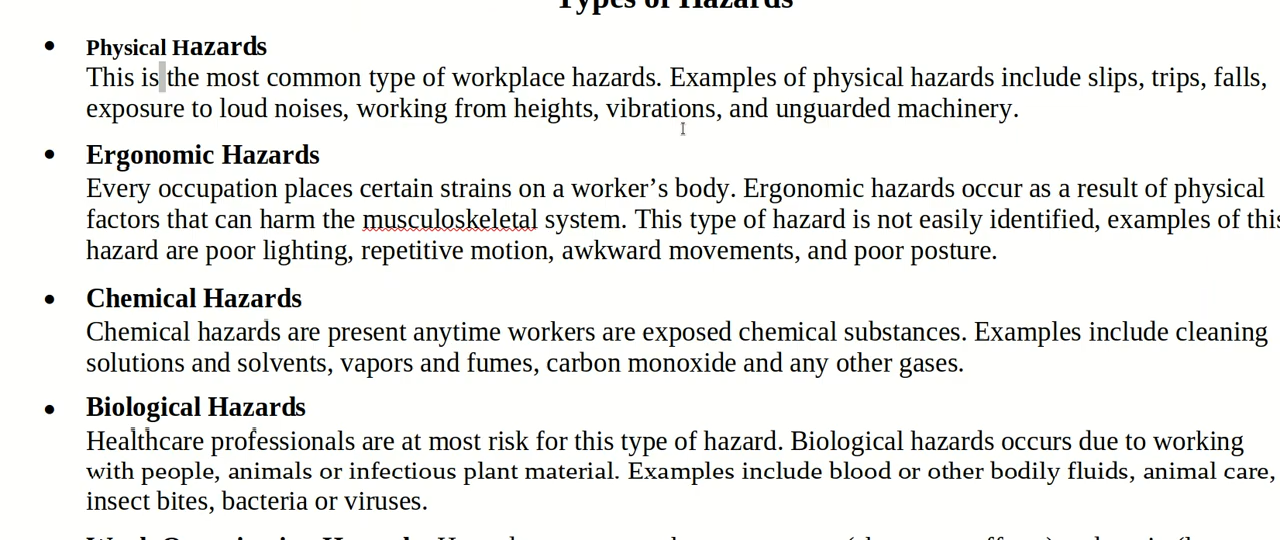 Types of Hazards
• Physical Hazards
This is the most common type of workplace hazards. Examples of physical hazards include slips, trips, falls,
exposure to loud noises, working from heights, vibrations, and unguarded machinery.
• Ergonomic Hazards
Every occupation places certain strains on a worker’s body. Ergonomic hazards occur as a result of physical
factors that can harm the musculoskeletal system. This type of hazard is not easily identified, examples of this
hazard are poor lighting, repetitive motion, awkward movements, and poor posture.
• Chemical Hazards
Chemical hazards are present anytime workers are exposed chemical substances. Examples include cleaning
solutions and solvents, vapors and fumes, carbon monoxide and any other gases.
• Biological Hazards
Healthcare professionals are at most risk for this type of hazard. Biological hazards occurs due to working
with people, animals or infectious plant material. Examples include blood or other bodily fluids, animal care,
insect bites, bacteria or viruses.